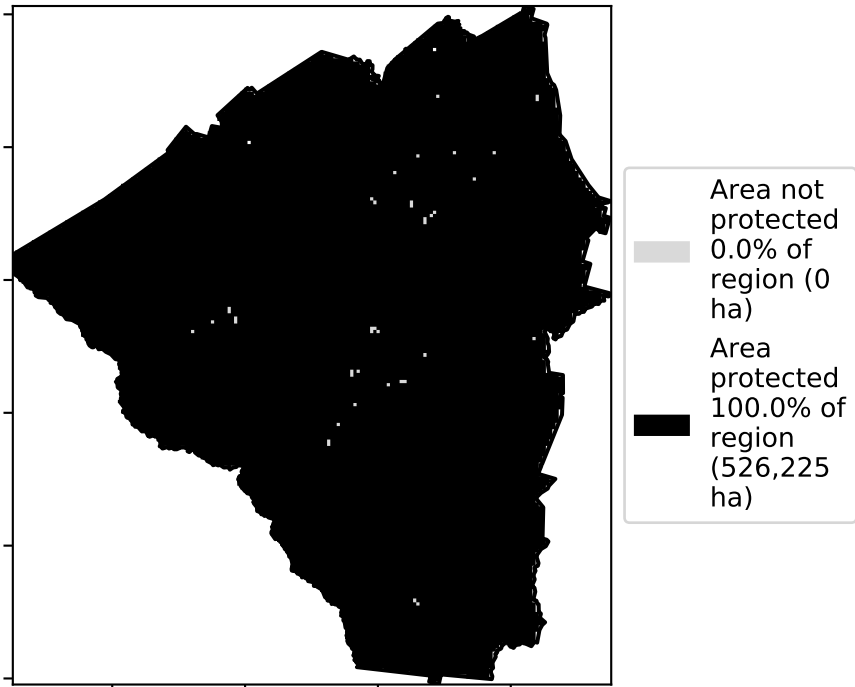 Area not
protected
0.0% of
region (0
ha)
Area
protected
100.0% of
region
(526,225
ha)